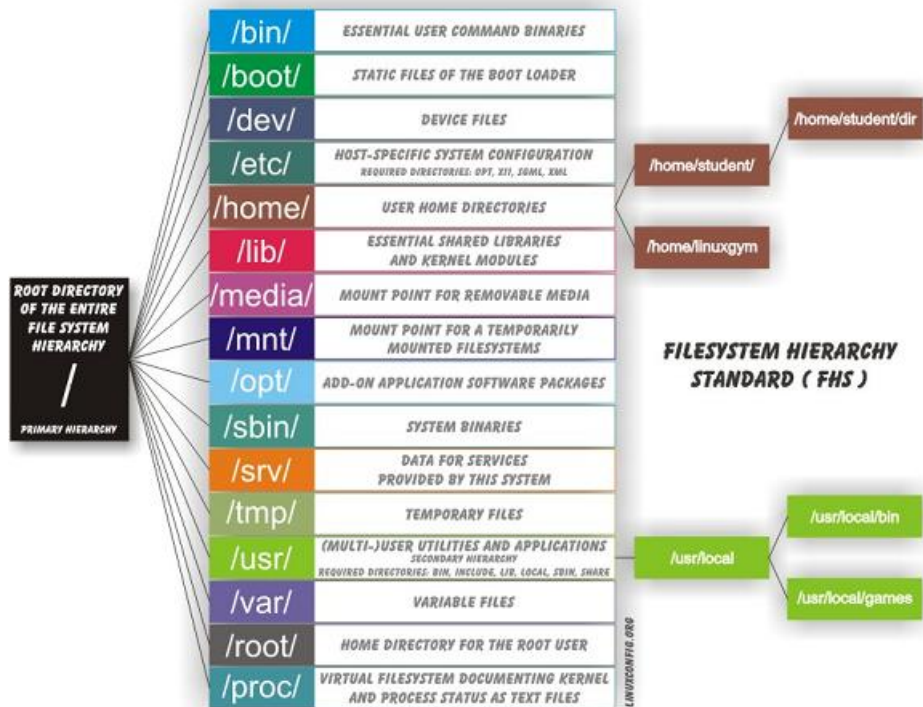 ROOT DIRECTORY
OF THE ENTIRE
FILE SYSTEM
HIERARCHY
/
PRIMARY HIERARCHY
/bin/
ESSENTIAL USER COMMAND BINARIES
/boot/
STATIC FILES OF THE BOOT LOADER
/dev/
DEVICE FILES
/etc/
HOST-SPECIFIC SYSTEM CONFIGURATION
REQUIRED DIRECTORIES: OPT, XII, SGML, XML
/home/
USER HOME DIRECTORIES
/lib/
ESSENTIAL SHARED LIBRARIES
AND KERNEL MODULES
/media/
MOUNT POINT FOR REMOVABLE MEDIA
/mnt/
MOUNT POINT FOR A TEMPORARILY
MOUNTED FILESYSTEMS
/opt/
ADD-ON APPLICATION SOFTWARE PACKAGES
/sbin/
SYSTEM BINARIES
/srv/
DATA FOR SERVICES
PROVIDED BY THIS SYSTEM
/tmp/
TEMPORARY FILES
/usr/
(MULTI-)USER UTILITIES AND APPLICATIONS
SECONDARY HIERARCHY
REQUIRED DIRECTORIES: BIN, INCLUDE, LIB, LOCAL, SBIN, SHARE
/var/
VARIABLE FILES
/root/
HOME DIRECTORY FOR THE ROOT USER
/proc/
VIRTUAL FILESYSTEM DOCUMENTING KERNEL
AND PROCESS STATUS AS TEXT FILES
/home/student/
/home/student/dir
/home/linuxgym
FILESYSTEM HIERARCHY
STANDARD ( FHS )
/usr/local
/usr/local/bin
/usr/local/games
LINUXCONFIG.ORG